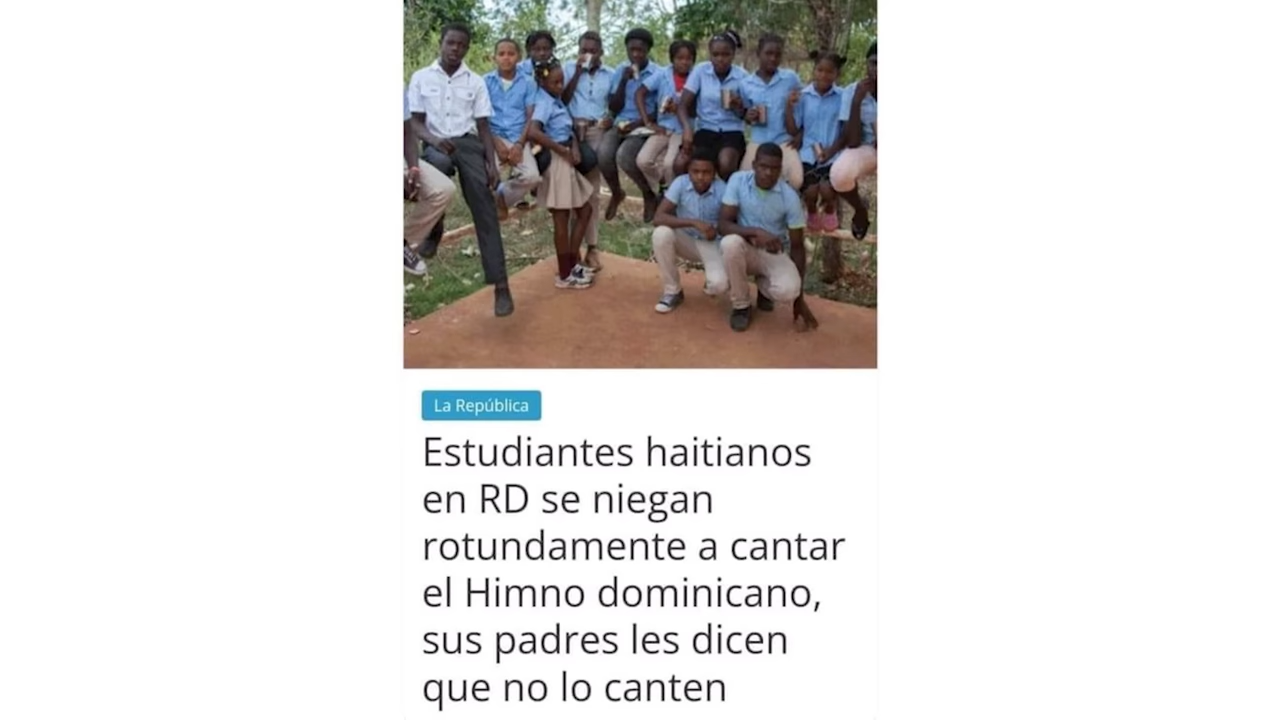 La República
Estudiantes haitianos
en RD se niegan
rotundamente a cantar
el Himno dominicano,
sus padres les dicen
que no lo canten